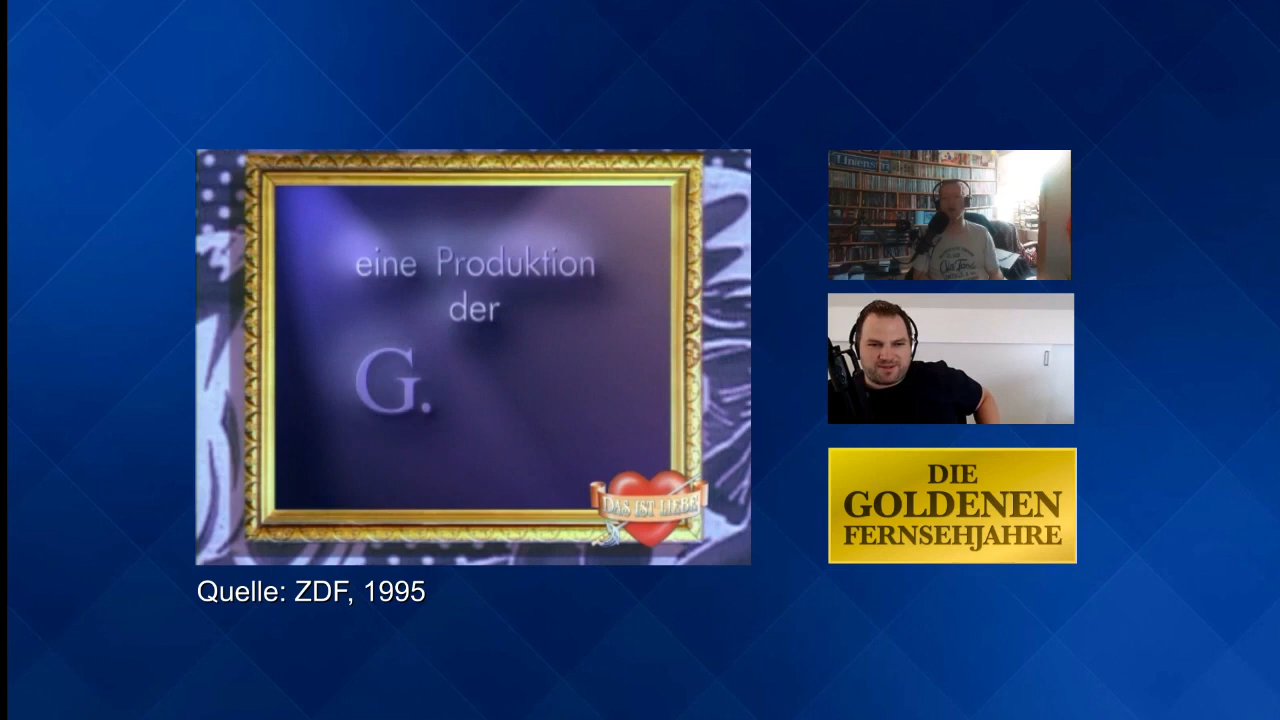 eine Produktion
der
G.
DAS IST LIEBE
Quelle: ZDF, 1995
DIE
GOLDENEN
FERNSEHJAHRE